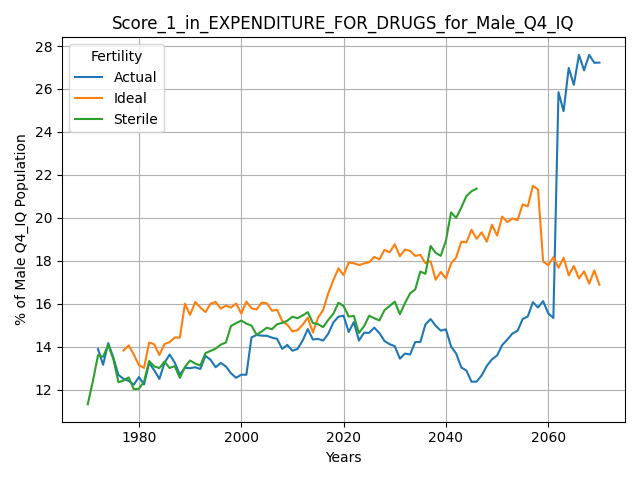 Score_1_in_EXPENDITURE_FOR_DRUGS_for_Male_Q4_IQ
Fertility
Actual
Ideal
Sterile
% of Male Q4_IQ Population
28
26
24
22
20
18
16
14
12
1980
2000
2020
2040
2060
Years